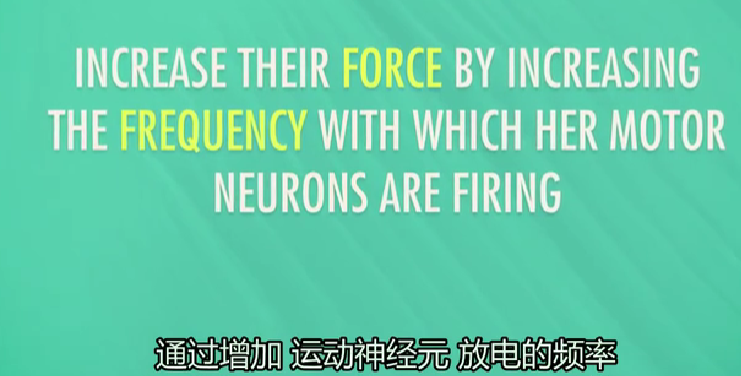 INCREASE THEIR FORCE BY INCREASING
THE FREQUENCY WITH WHICH HER MOTOR
NEURONS ARE FIRING
通过增加 运动神经元 放电的频率